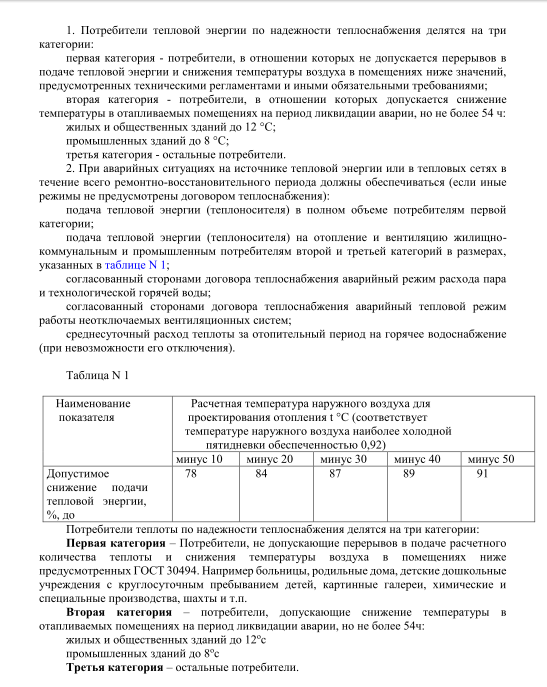 1. Потребители тепловой энергии по надежности теплоснабжения делятся на три
категории:
первая категория - потребители, в отношении которых не допускается перерывов в
подаче тепловой энергии и снижения температуры воздуха в помещениях ниже значений,
предусмотренных техническими регламентами и иными обязательными требованиями;
вторая категория - потребители, в отношении которых допускается снижение
температуры в отапливаемых помещениях на период ликвидации аварии, но не более 54 ч:
жилых и общественных зданий до 12 °С;
промышленных зданий до 8 °С;
третья категория - остальные потребители.
2. При аварийных ситуациях на источнике тепловой энергии или в тепловых сетях в
течение всего ремонтно-восстановительного периода должны обеспечиваться (если иные
режимы не предусмотрены договором теплоснабжения):
подача тепловой энергии (теплоносителя) в полном объеме потребителям первой
категории;
подача тепловой энергии (теплоносителя) на отопление и вентиляцию жилищно-
коммунальным и промышленным потребителям второй и третьей категорий в размерах,
указанных в таблице N 1;
согласованный сторонами договора теплоснабжения аварийный режим расхода пара
и технологической горячей воды;
согласованный сторонами договора теплоснабжения аварийный тепловой режим
работы неотключаемых вентиляционных систем;
среднесуточный расход теплоты за отопительный период на горячее водоснабжение
(при невозможности его отключения).
Таблица N 1
Наименование
показателя
Расчетная температура наружного воздуха для
проектирования отопления t °С (соответствует
температуре наружного воздуха наиболее холодной
пятидневки обеспеченностью 0,92)
минус 10 минус 20 минус 30 минус 40 минус 50
Допустимое 78 84 87 89 91
снижение подачи
тепловой энергии,
%, до
Потребители теплоты по надежности теплоснабжения делятся на три категории:
Первая категория – Потребители, не допускающие перерывов в подаче расчетного
количества теплоты и снижения температуры воздуха в помещениях ниже
предусмотренных ГОСТ 30494. Например больницы, родильные дома, детские дошкольные
учреждения с круглосуточным пребыванием детей, картинные галереи, химические и
специальные производства, шахты и т.п.
Вторая категория – потребители, допускающие снижение температуры в
отапливаемых помещениях на период ликвидации аварии, но не более 54ч:
жилых и общественных зданий до 12ºс
промышленных зданий до 8ºс
Третья категория – остальные потребители.